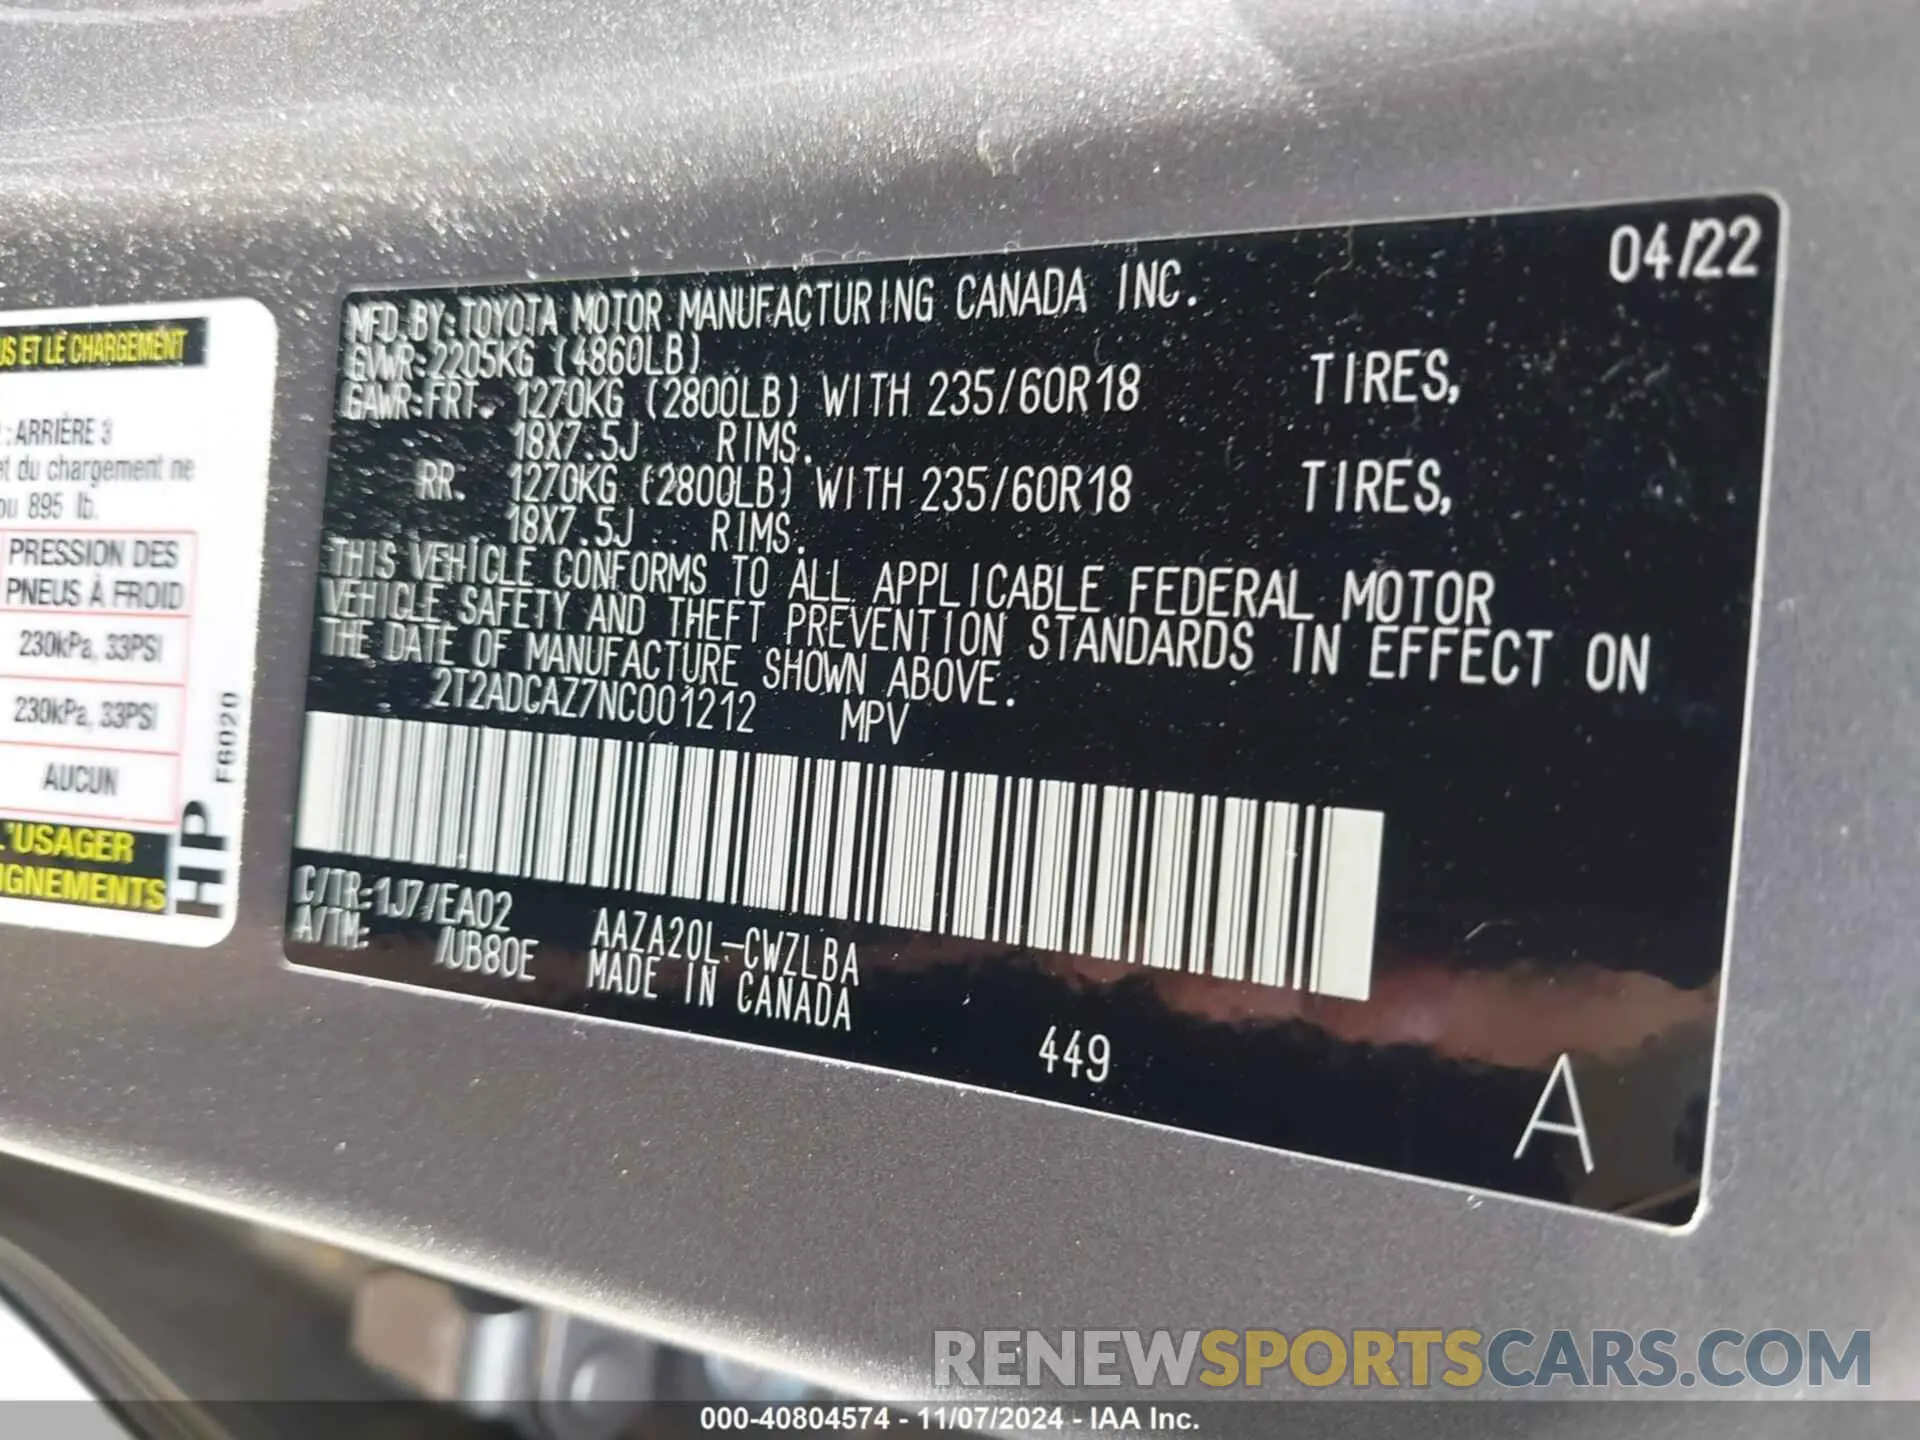 US ET LE CHARGEMENT
: ARRIÈRE 3
et du chargement ne
ou 895 lb.
PRESSION DES
PNEUS À FROID
230kPa, 33PSI
230kPa, 33PSI
AUCUN
L'USAGER
IGNEMENTS
HP
F6020
04/22
MFD.BY:TOYOTA MOTOR MANUFACTURING CANADA INC.
GVWR:2205KG (4860LB)
GAWR:FRT. 1270KG (2800LB) WITH 235/60R18 TIRES,
18X7.5J RIMS.
RR. 1270KG (2800LB) WITH 235/60R18 TIRES,
18X7.5J RIMS.
THIS VEHICLE CONFORMS TO ALL APPLICABLE FEDERAL MOTOR
VEHICLE SAFETY AND THEFT PREVENTION STANDARDS IN EFFECT ON
THE DATE OF MANUFACTURE SHOWN ABOVE.
2T2ADCAZ7NC001212 MPV
C/TR:1J7/EA02 AAZA20L-CWZLBA
A/TM: /UB80E MADE IN CANADA
449
A
RENEWSPORTSCARS.COM
000-40804574 - 11/07/2024 - IAA Inc.